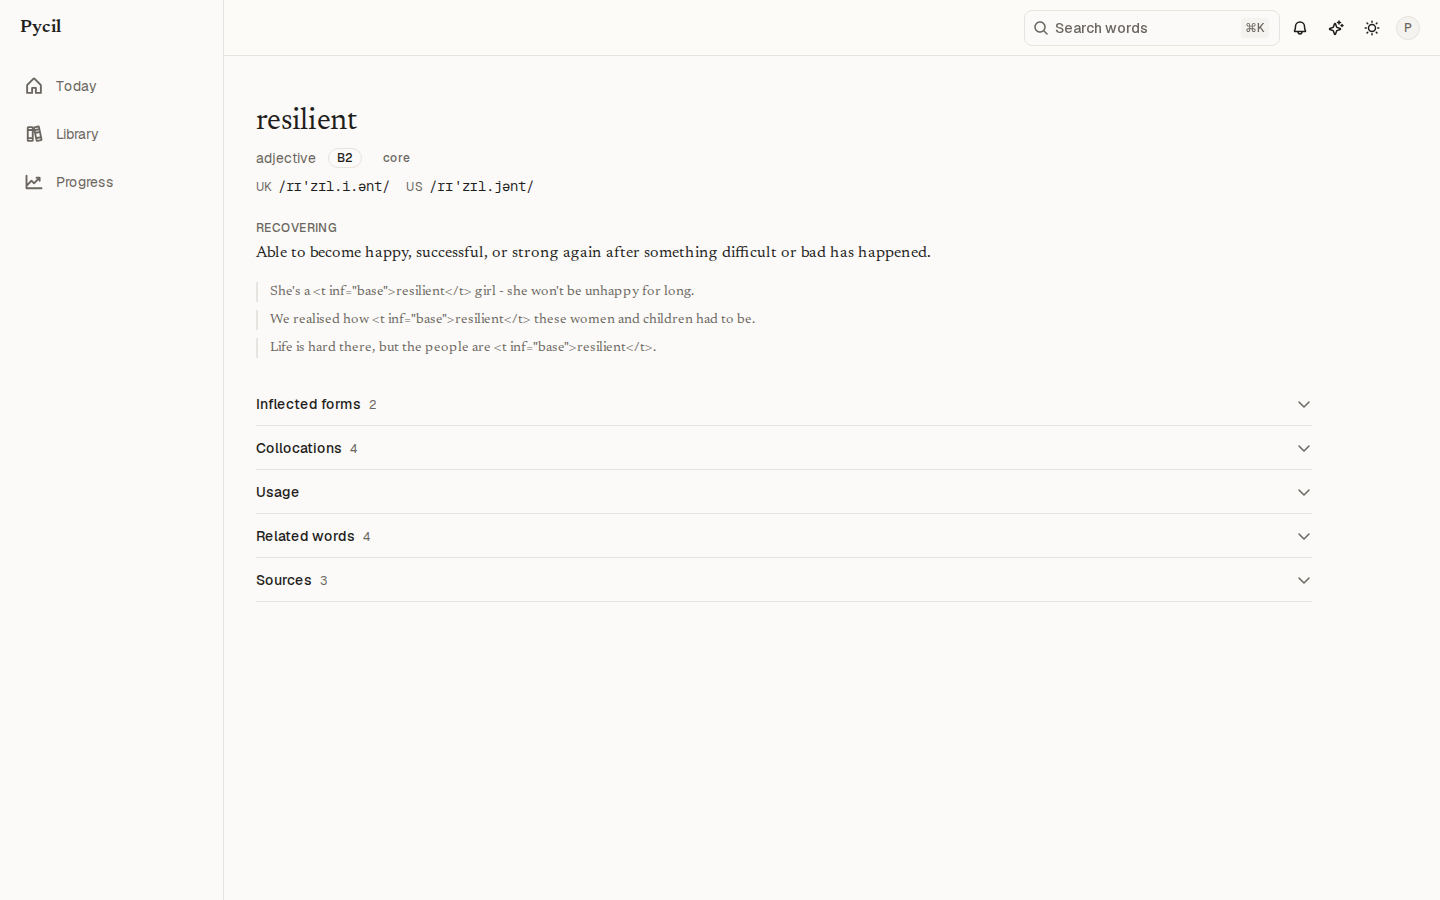 Pycil
Search words ⌘K P
Today
Library
Progress
resilient
adjective B2 core
UK /rɪˈzɪl.i.ənt/ US /rɪˈzɪl.jənt/
RECOVERING
Able to become happy, successful, or strong again after something difficult or bad has happened.
She's a <t inf="base">resilient</t> girl - she won't be unhappy for long.
We realised how <t inf="base">resilient</t> these women and children had to be.
Life is hard there, but the people are <t inf="base">resilient</t>.
Inflected forms 2
Collocations 4
Usage
Related words 4
Sources 3